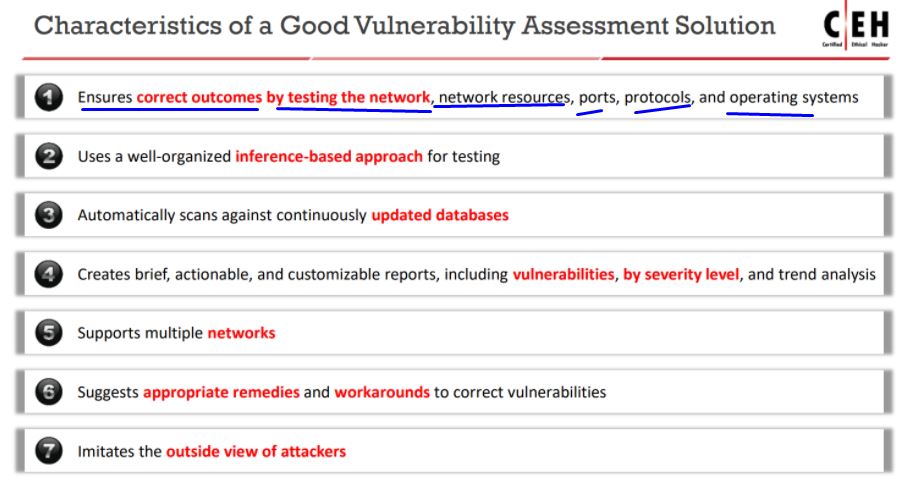 Characteristics of a Good Vulnerability Assessment Solution
C|EH
Certified Ethical Hacker
1 Ensures correct outcomes by testing the network, network resources, ports, protocols, and operating systems
2 Uses a well-organized inference-based approach for testing
3 Automatically scans against continuously updated databases
4 Creates brief, actionable, and customizable reports, including vulnerabilities, by severity level, and trend analysis
5 Supports multiple networks
6 Suggests appropriate remedies and workarounds to correct vulnerabilities
7 Imitates the outside view of attackers